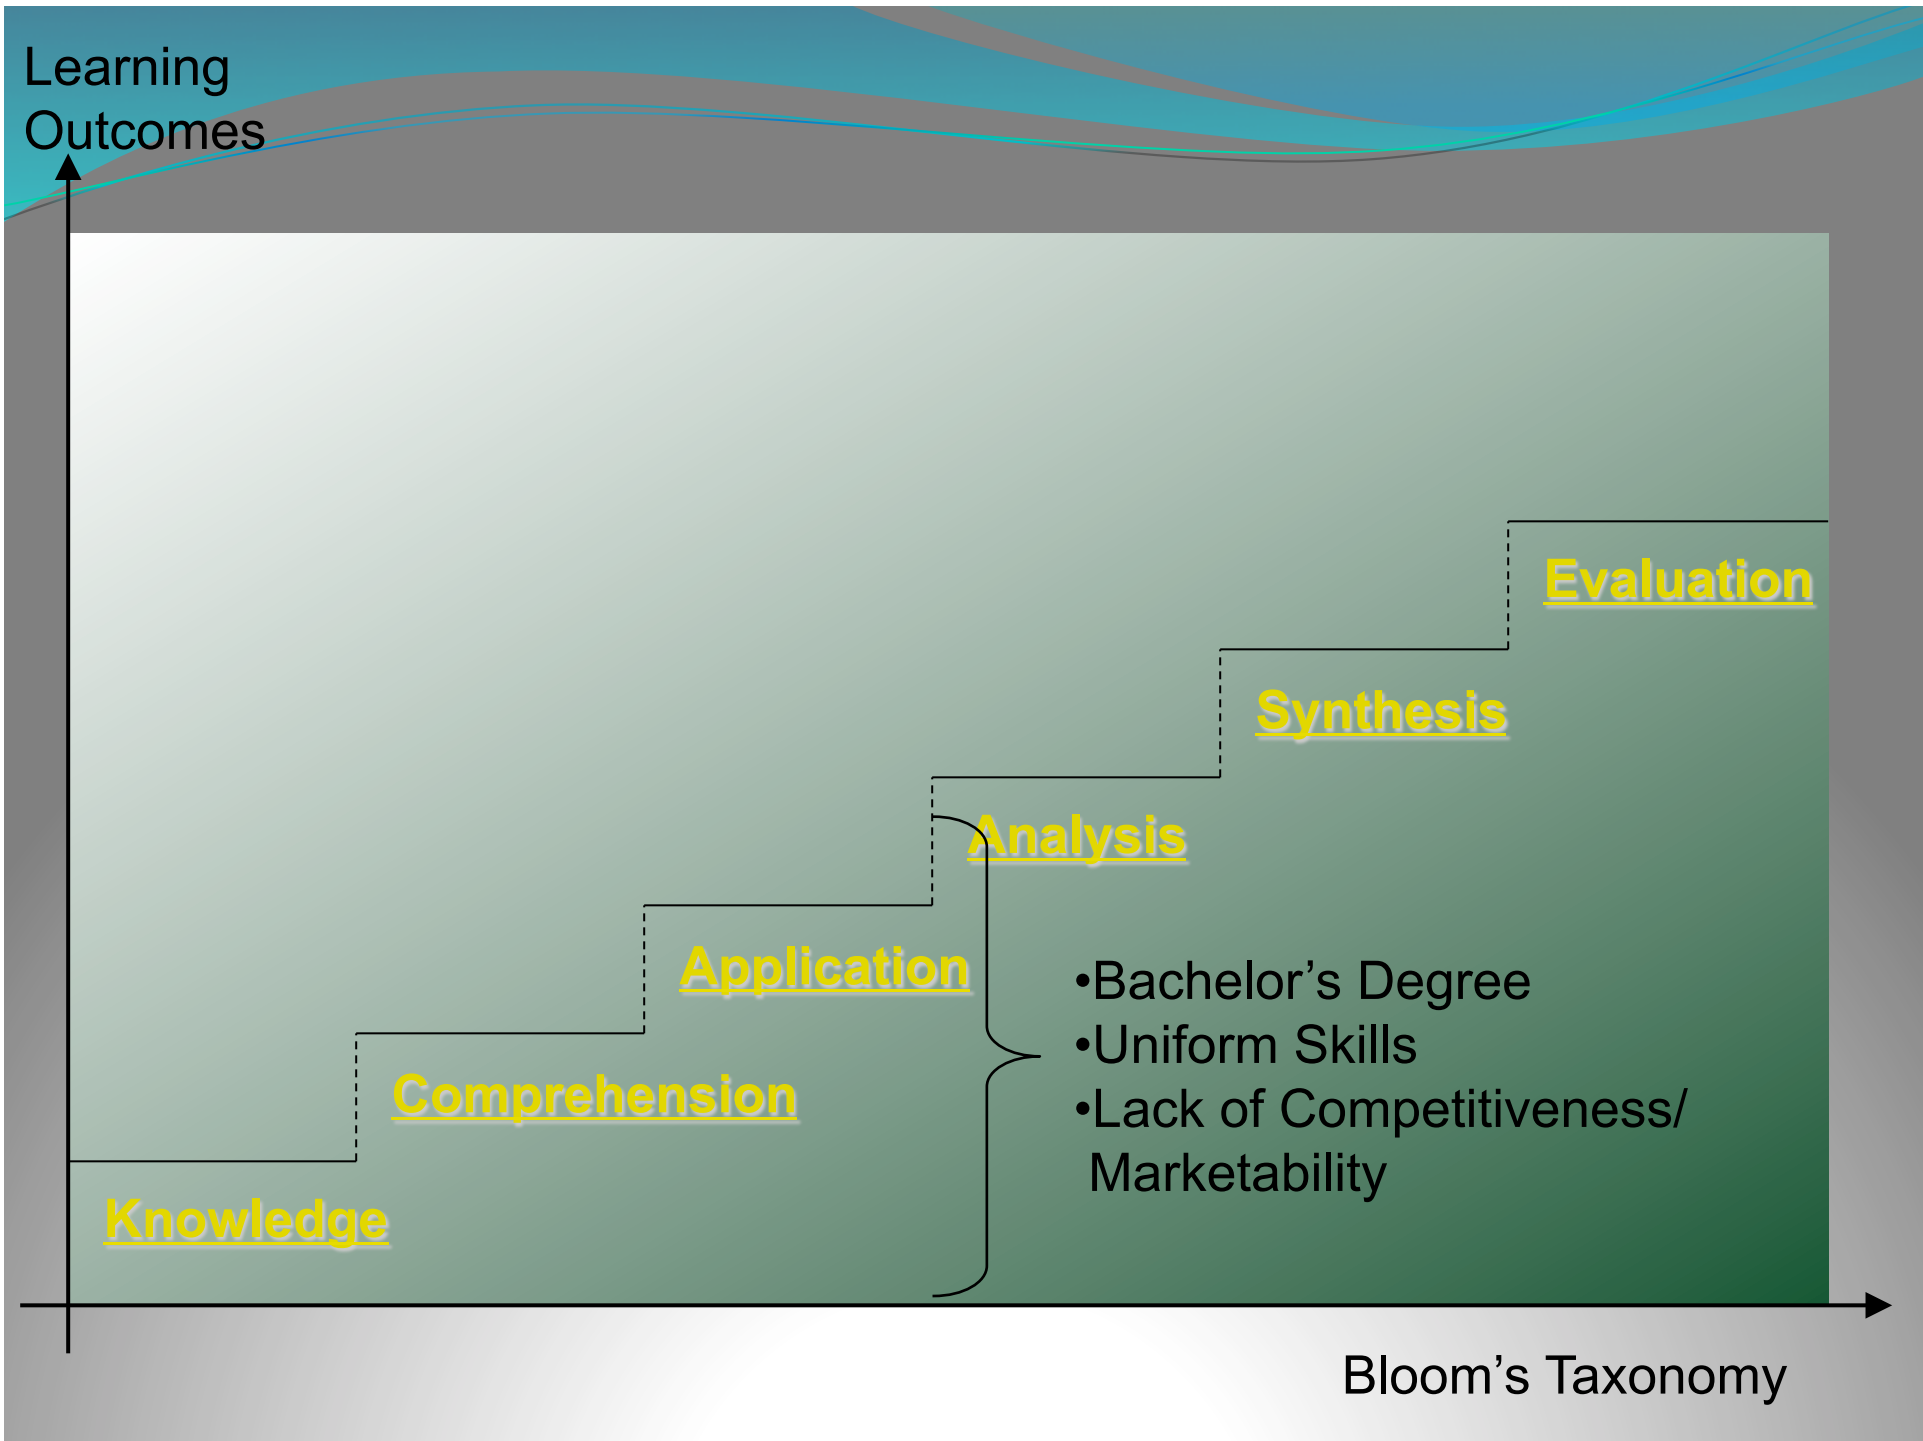 Learning
Outcomes
Evaluation
Synthesis
Analysis
Application
Comprehension
Knowledge
•Bachelor’s Degree
•Uniform Skills
•Lack of Competitiveness/
Marketability
Bloom’s Taxonomy